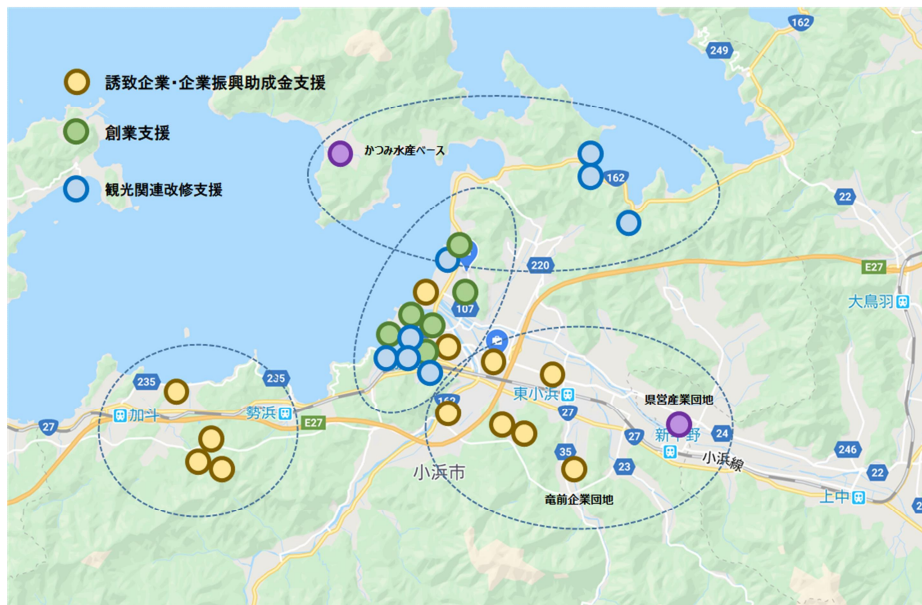 162
249
誘致企業・企業振興助成金支援
創業支援
かつみ水産ベース
観光関連改修支援
162
22
220
E27
大鳥羽
107
235
235
東小浜
県営産業団地
加斗
勢浜
E27
162
27
27
27
24
小浜市
35
小浜線
246
23
22
竜前企業団地
上中